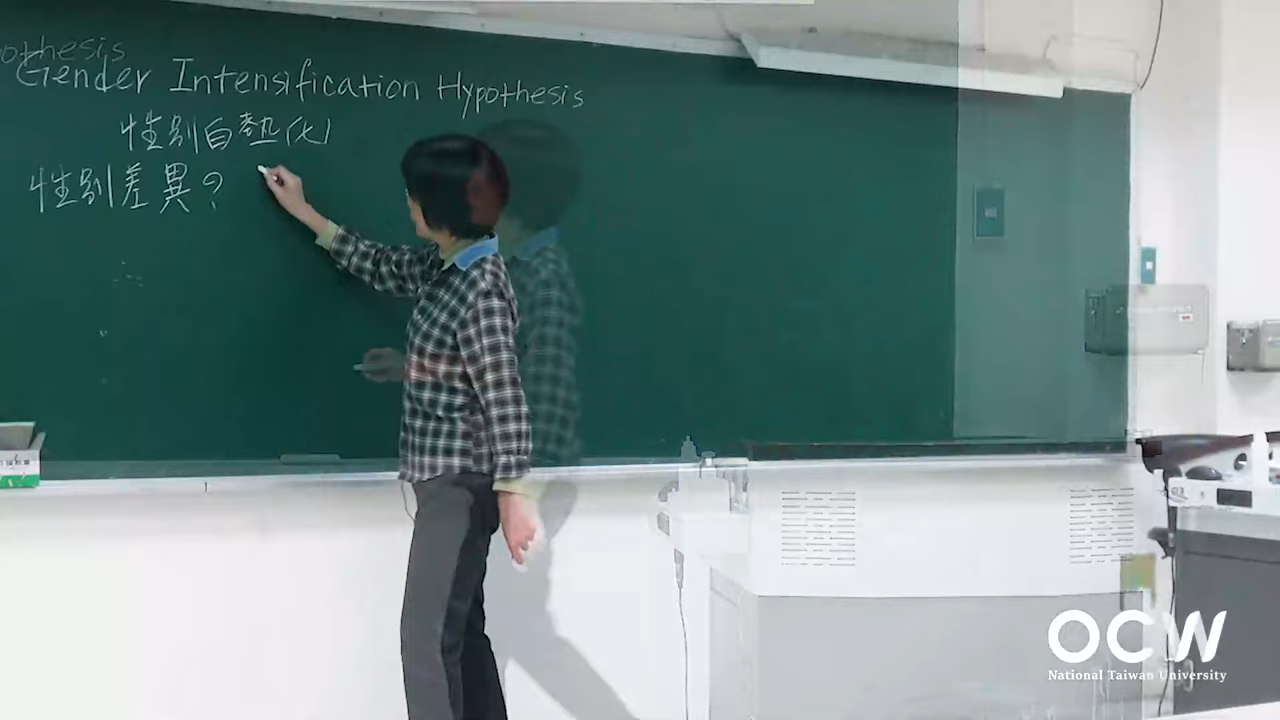 othesis
Gender Intensification Hypothesis
性別白熱化
性別差異?
OCW
National Taiwan University